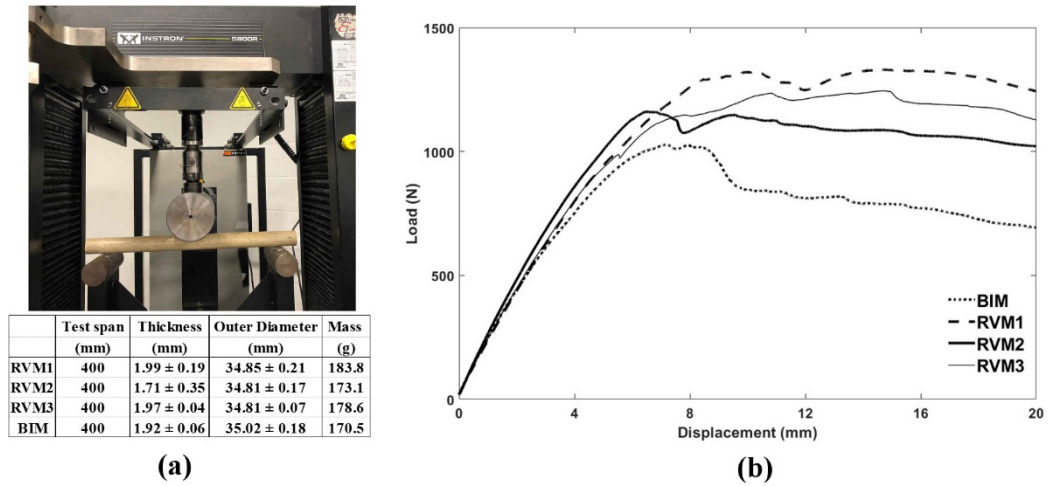 INSTRON 5800R
Test span Thickness Outer Diameter Mass
(mm) (mm) (mm) (g)
RVM1 400 1.99 ± 0.19 34.85 ± 0.21 183.8
RVM2 400 1.71 ± 0.35 34.81 ± 0.17 173.1
RVM3 400 1.97 ± 0.04 34.81 ± 0.07 178.6
BIM 400 1.92 ± 0.06 35.02 ± 0.18 170.5
(a)
1500
1000
500
0
Load (N)
0 4 8 12 16 20
Displacement (mm)
BIM
RVM1
RVM2
RVM3
(b)